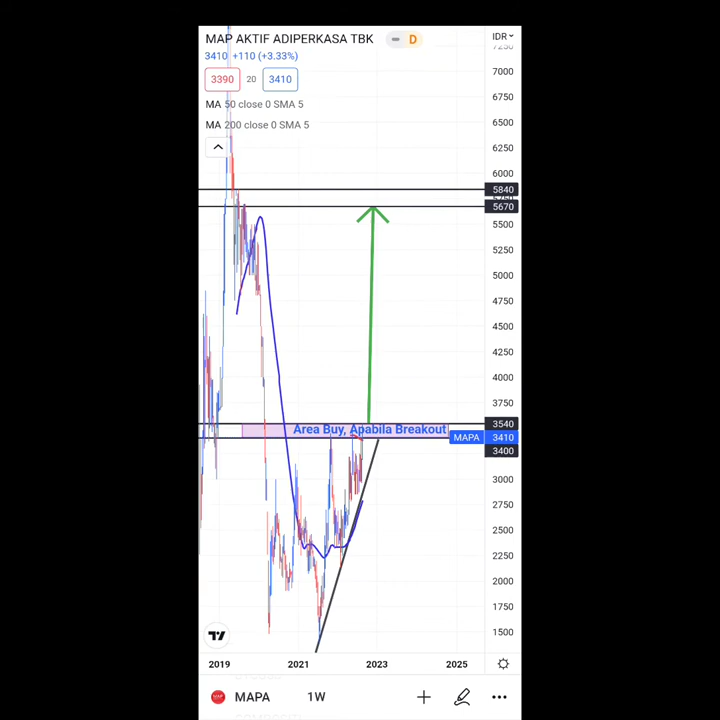 MAP AKTIF ADIPERKASA TBK
D
IDR
7250
3410 +110 (+3.33%)
7000
3390 20 3410
6750
MA 50 close 0 SMA 5
6500
MA 200 close 0 SMA 5
6250
6000
5840
5670
5500
5250
5000
4750
4500
4250
4000
3750
3540
Area Buy, Apabila Breakout
MAPA 3410
3400
3000
2750
2500
2250
2000
1750
1500
2019 2021 2023 2025
MAP MAPA 1W